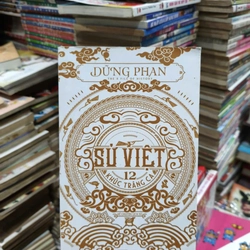 DŨNG PHAN
SỬ VIỆT
12
KHÚC TRÁNG CA